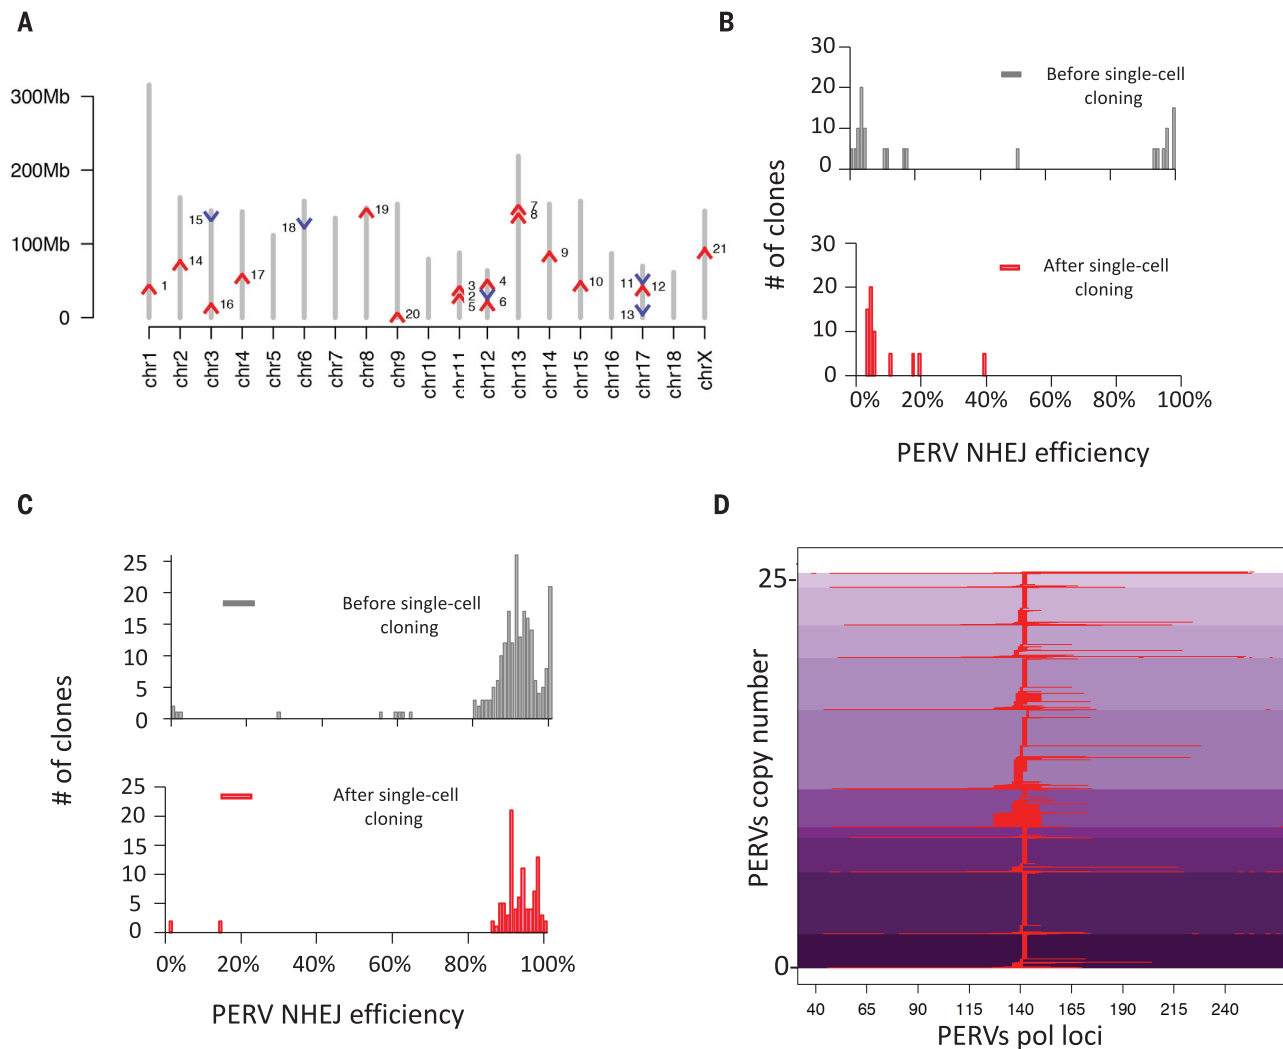 A
300Mb
200Mb
100Mb
0
1
14
15
16
17
18
19
20
3
2
5
4
6
7
8
9
10
11
12
13
21
chr1
chr2
chr3
chr4
chr5
chr6
chr7
chr8
chr9
chr10
chr11
chr12
chr13
chr14
chr15
chr16
chr17
chr18
chrX
B
# of clones
30
20
10
0
Before single-cell
cloning
30
20
10
0
After single-cell
cloning
0% 20% 40% 60% 80% 100%
PERV NHEJ efficiency
C
# of clones
25
20
15
10
5
0
Before single-cell
cloning
25
20
15
10
5
0
After single-cell
cloning
0% 20% 40% 60% 80% 100%
PERV NHEJ efficiency
D
PERVs copy number
25
0
40 65 90 115 140 165 190 215 240
PERVs pol loci